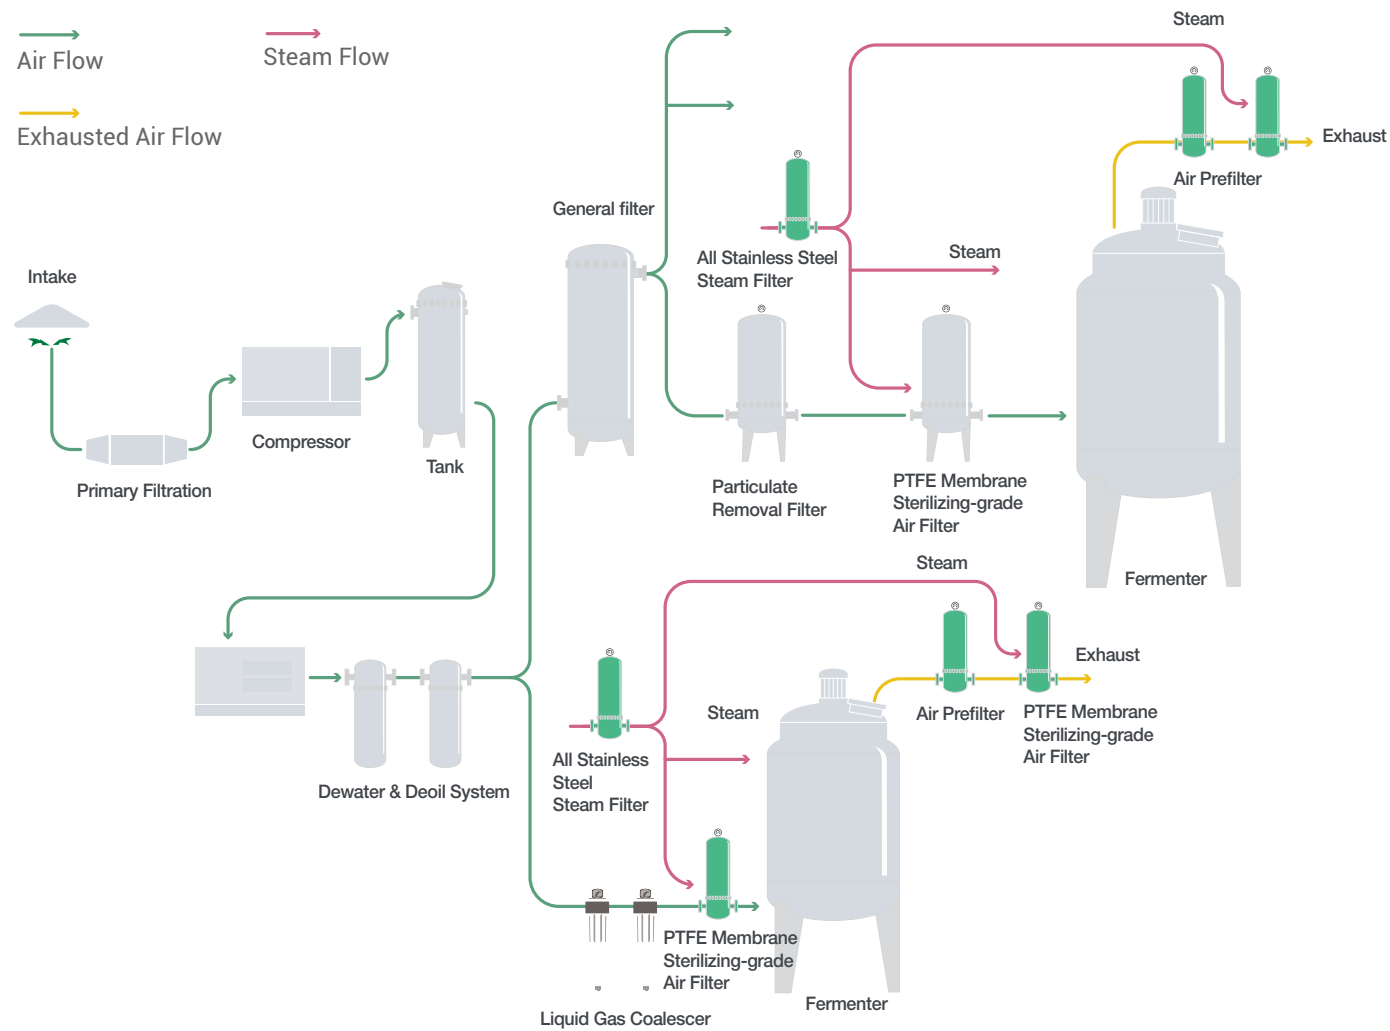 Air Flow
Steam Flow
Exhausted Air Flow
Steam
Exhaust
Air Prefilter
General filter
All Stainless Steel
Steam Filter
Steam
Intake
Compressor
Tank
Primary Filtration
Particulate
Removal Filter
PTFE Membrane
Sterilizing-grade
Air Filter
Fermenter
Steam
Exhaust
Steam
Air Prefilter
PTFE Membrane
Sterilizing-grade
Air Filter
All Stainless
Steel
Steam Filter
Dewater & Deoil System
PTFE Membrane
Sterilizing-grade
Air Filter
Fermenter
Liquid Gas Coalescer